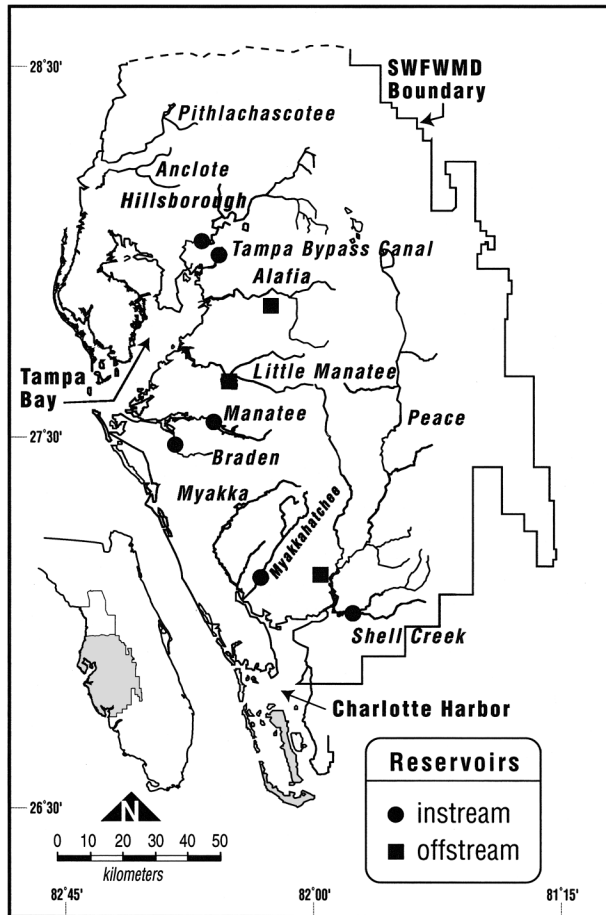 28°30'
SWFWMD
Boundary
Pithlachascotee
Anclote
Hillsborough
Tampa Bypass Canal
Alafia
Tampa
Bay
Little Manatee
Manatee
Peace
27°30'
Braden
Myakka
Myakkahatchee
Shell Creek
Charlotte Harbor
Reservoirs
instream
offstream
26°30'
N
0 10 20 30 40 50
kilometers
82°45'
82°00'
81°15'